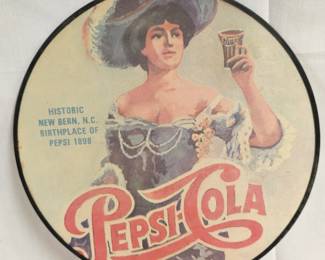 HISTORIC
NEW BERN, N.C.
BIRTHPLACE OF
PEPSI 1898
PEPSI-COLA